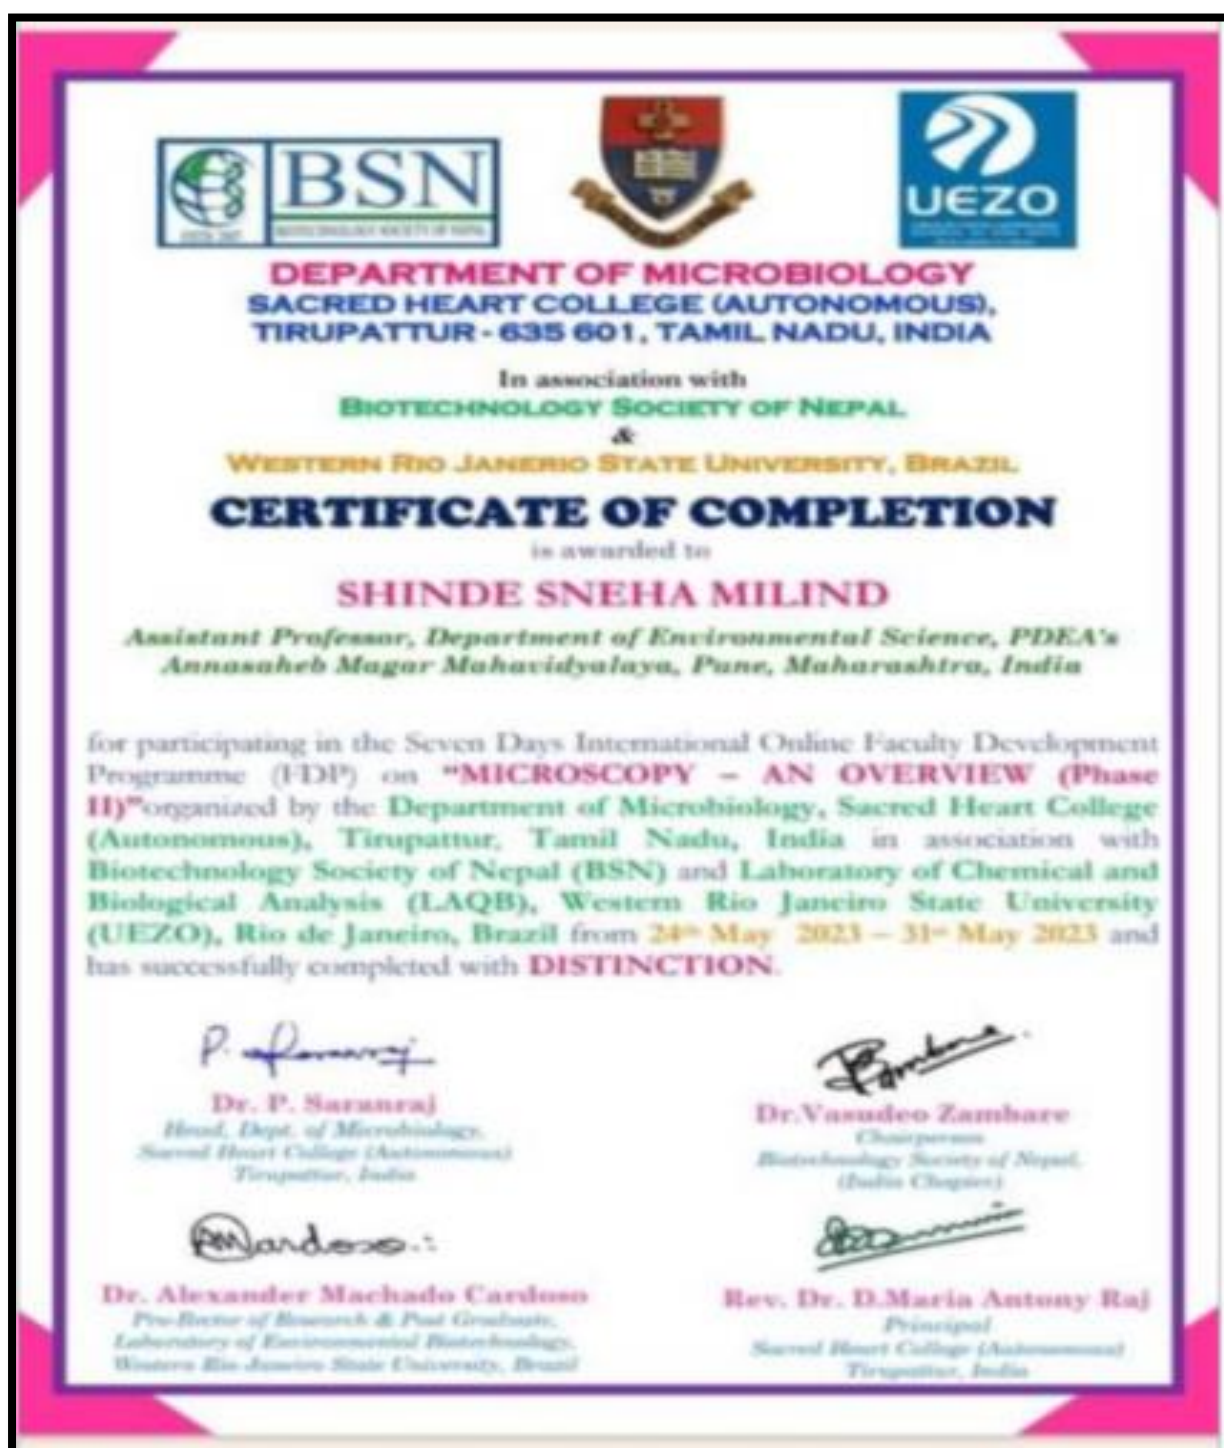 BSN
BIOTECHNOLOGY SOCIETY OF NEPAL
UEZO
DEPARTMENT OF MICROBIOLOGY
SACRED HEART COLLEGE (AUTONOMOUS),
TIRUPATTUR - 635 601, TAMIL NADU, INDIA
In association with
BIOTECHNOLOGY SOCIETY OF NEPAL
&
WESTERN RIO JANERIO STATE UNIVERSITY, BRAZIL
CERTIFICATE OF COMPLETION
is awarded to
SHINDE SNEHA MILIND
Assistant Professor, Department of Environmental Science, PDEA's
Annasaheb Magar Mahavidyalaya, Pune, Maharashtra, India
for participating in the Seven Days International Online Faculty Development
Programme (FDP) on “MICROSCOPY – AN OVERVIEW (Phase
II)”organized by the Department of Microbiology, Sacred Heart College
(Autonomous), Tirupattur, Tamil Nadu, India in association with
Biotechnology Society of Nepal (BSN) and Laboratory of Chemical and
Biological Analysis (LAQB), Western Rio Janeiro State University
(UEZO), Rio de Janeiro, Brazil from 24th May 2023 – 31st May 2023 and
has successfully completed with DISTINCTION.
Dr. P. Saranraj
Head, Dept. of Microbiology,
Sacred Heart College (Autonomous)
Tirupattur, India
Dr.Vasudeo Zambare
Chairperson
Biotechnology Society of Nepal,
(India Chapter)
Dr. Alexander Machado Cardoso
Pro-Rector of Research & Post Graduate,
Laboratory of Environmental Biotechnology,
Western Rio Janeiro State University, Brazil
Rev. Dr. D.Maria Antony Raj
Principal
Sacred Heart College (Autonomous)
Tirupattur, India